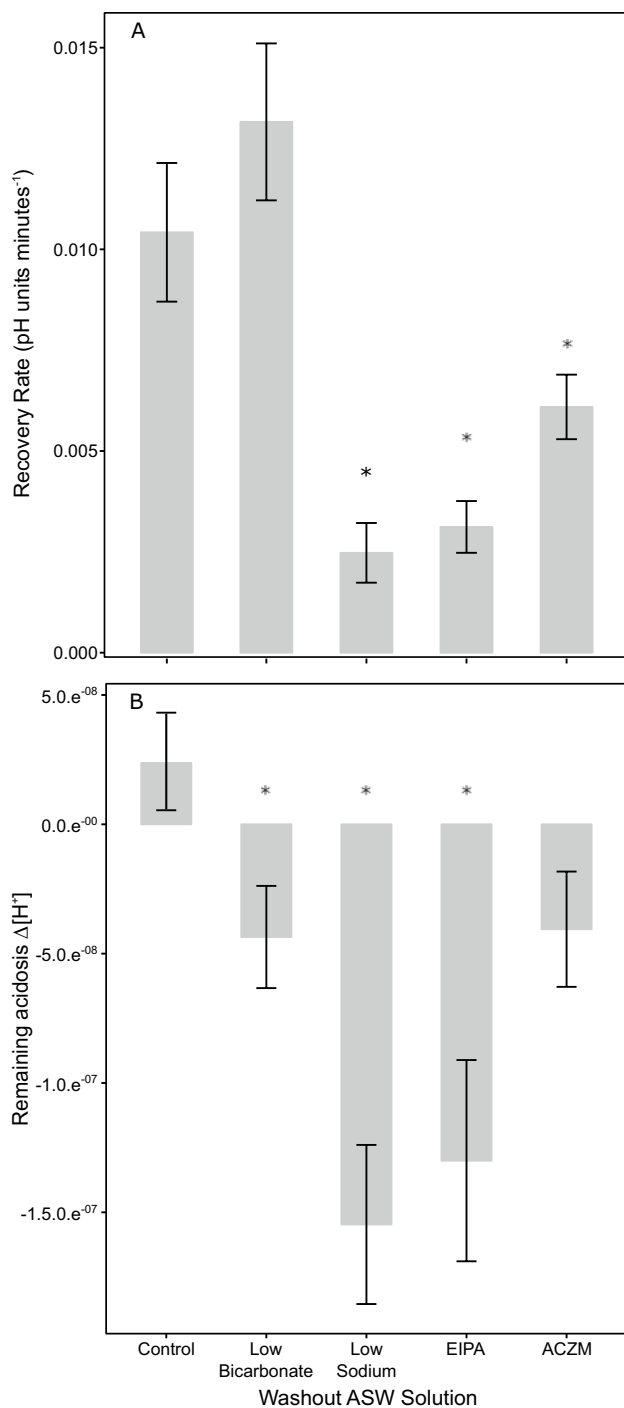 A
0.015
0.010
0.005
0.000
Recovery Rate (pH units minutes⁻¹)
*
*
*
B
5.0.e⁻⁰⁸
0.0.e⁻⁰⁰
-5.0.e⁻⁰⁸
-1.0.e⁻⁰⁷
-1.5.0.e⁻⁰⁷
Remaining acidosis Δ[H⁺]
* * *
Control Low EIPA ACZM
Bicarbonate
Low
Sodium
Washout ASW Solution